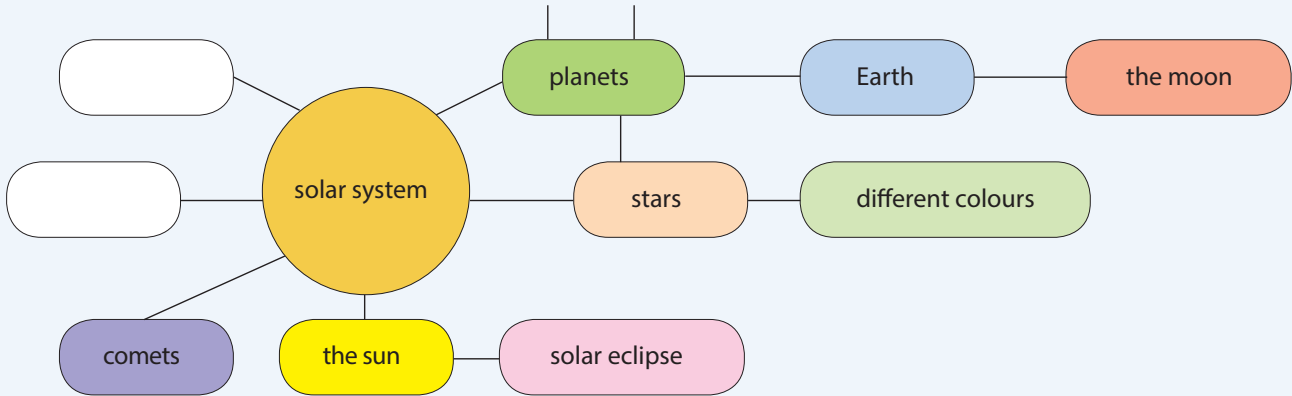 planets
Earth
the moon
solar system
stars
different colours
comets
the sun
solar eclipse